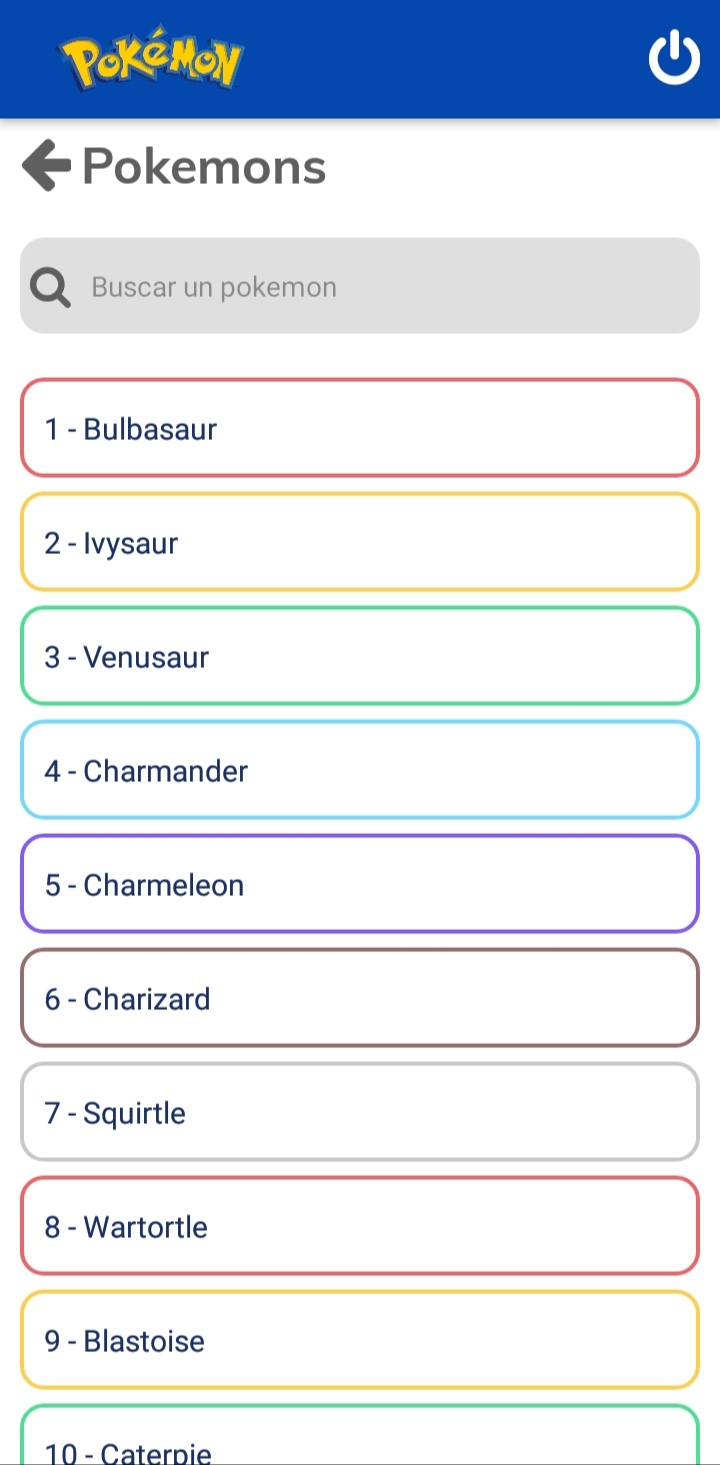 POKéMON
Pokemons
Buscar un pokemon
1 - Bulbasaur
2 - Ivysaur
3 - Venusaur
4 - Charmander
5 - Charmeleon
6 - Charizard
7 - Squirtle
8 - Wartortle
9 - Blastoise
10 - Caterpie